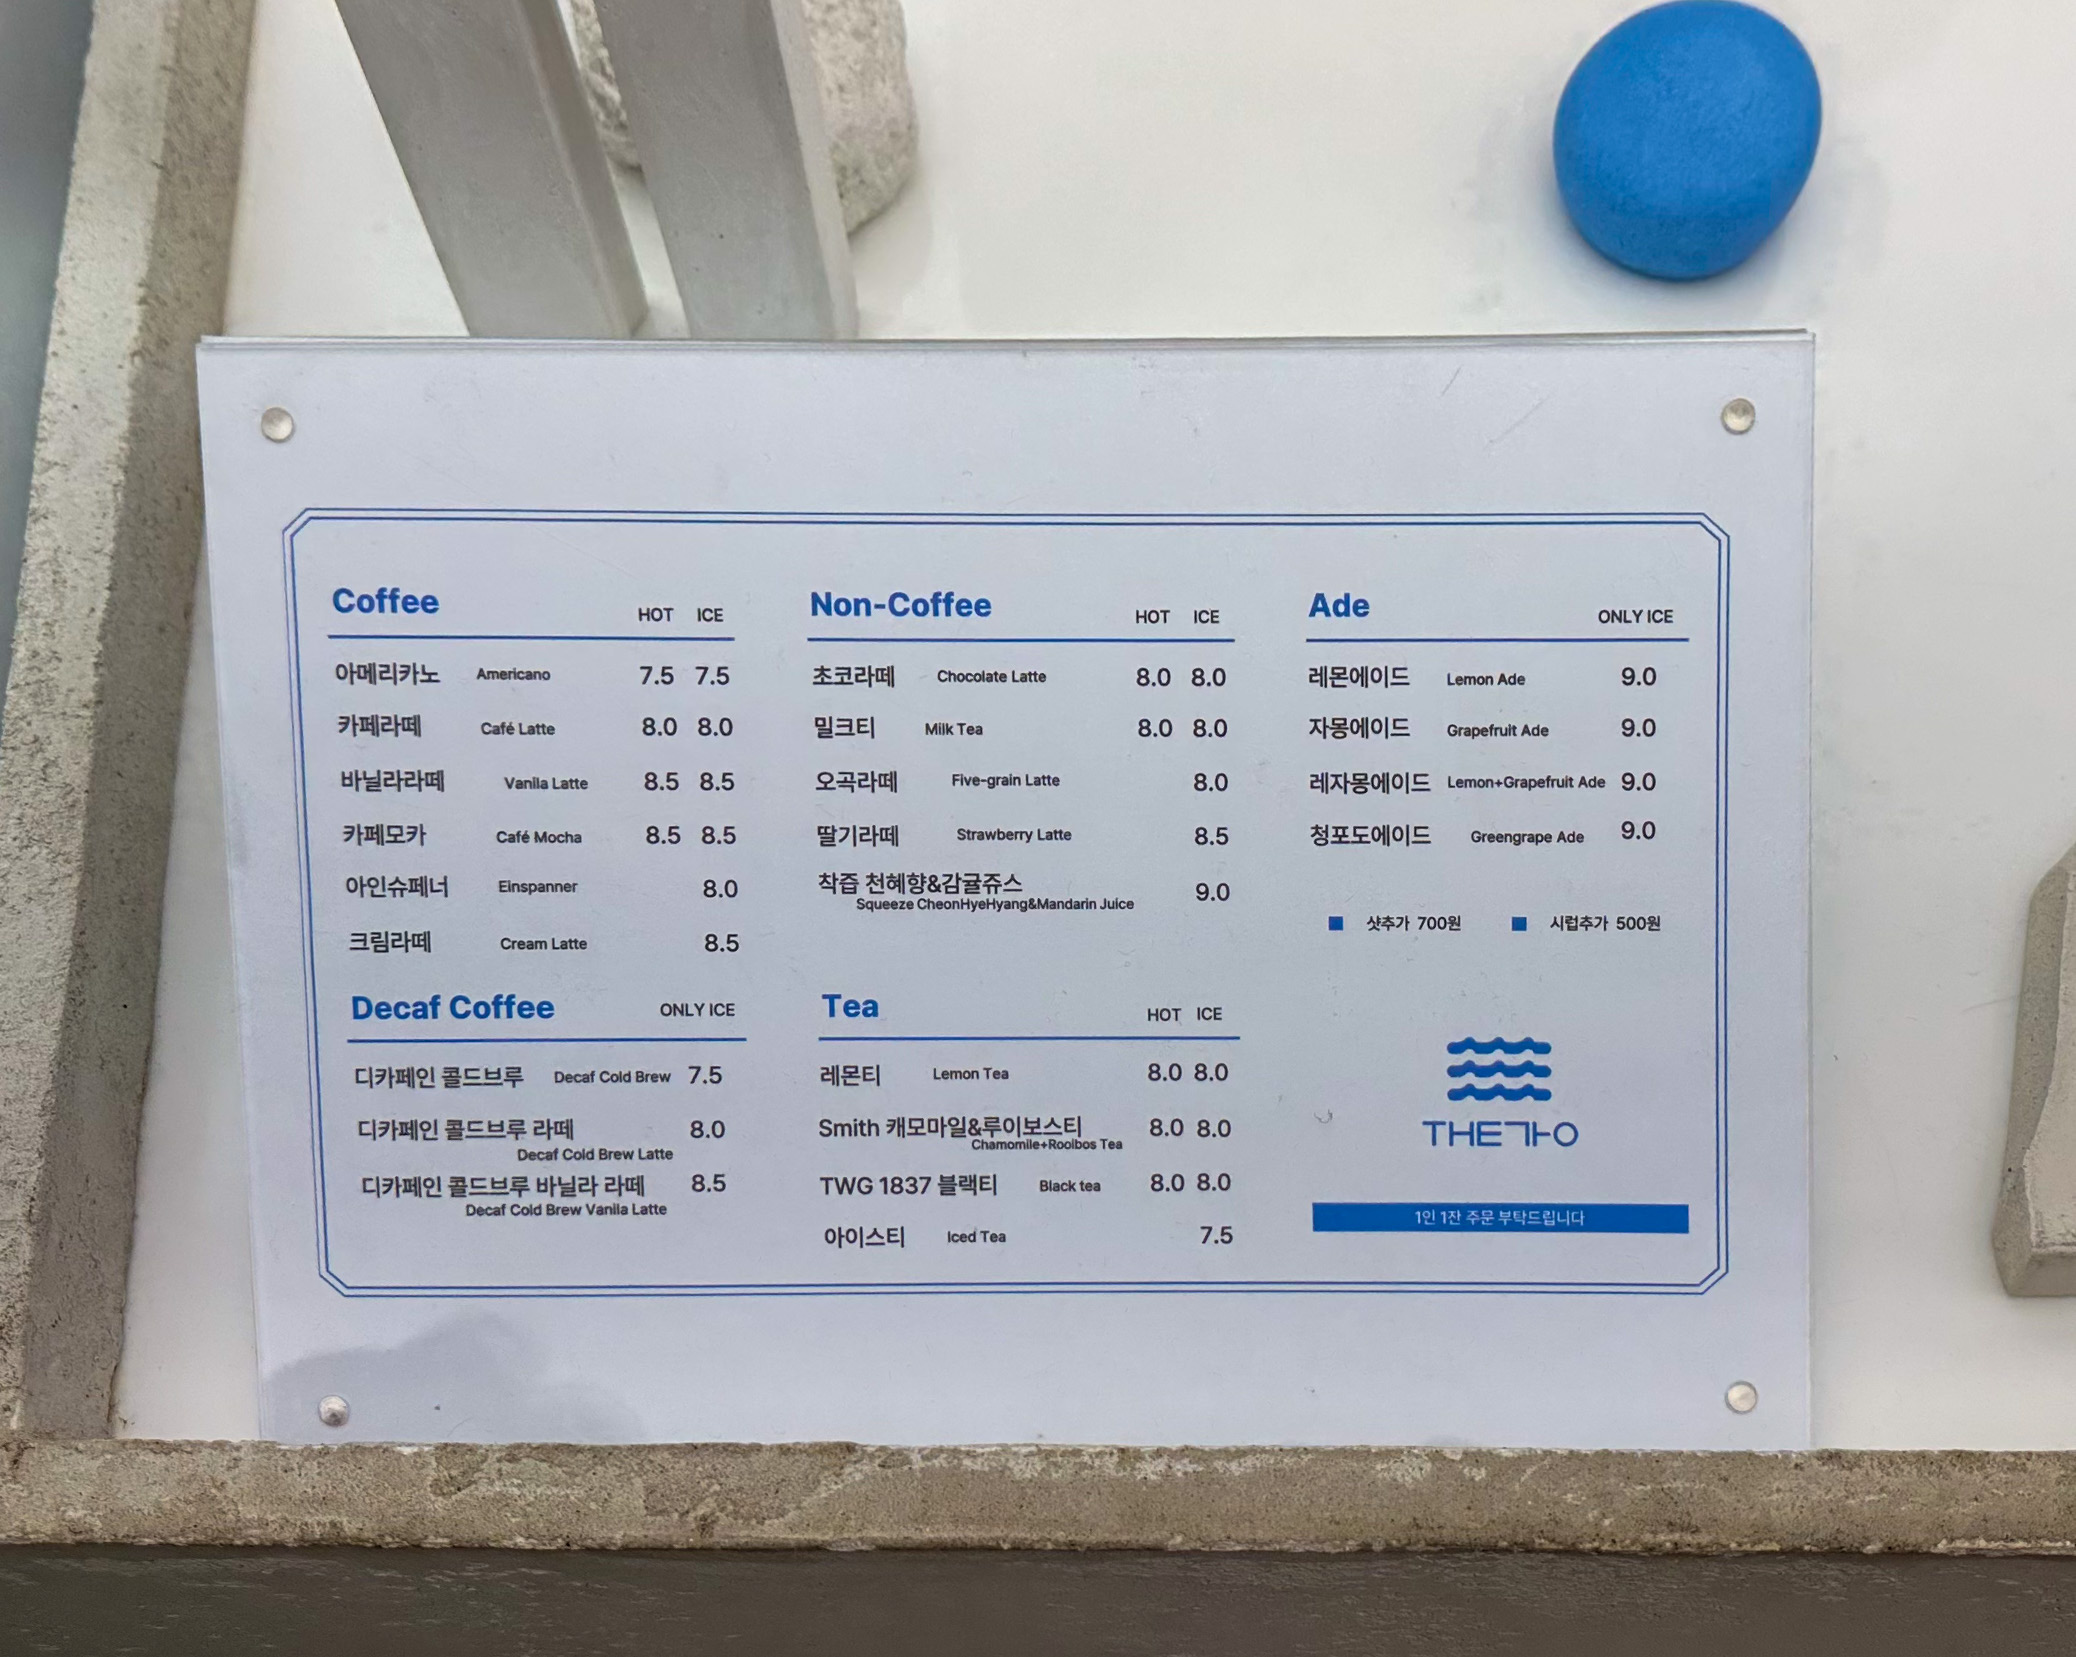 Coffee HOT ICE
아메리카노 Americano 7.5 7.5
카페라떼 Café Latte 8.0 8.0
바닐라라떼 Vanila Latte 8.5 8.5
카페모카 Café Mocha 8.5 8.5
아인슈페너 Einspanner 8.0
크림라떼 Cream Latte 8.5
Decaf Coffee ONLY ICE
디카페인 콜드브루 Decaf Cold Brew 7.5
디카페인 콜드브루 라떼 8.0
Decaf Cold Brew Latte
디카페인 콜드브루 바닐라 라떼 8.5
Decaf Cold Brew Vanila Latte
Non-Coffee HOT ICE
초코라떼 Chocolate Latte 8.0 8.0
밀크티 Milk Tea 8.0 8.0
오곡라떼 Five-grain Latte 8.0
딸기라떼 Strawberry Latte 8.5
착즙 천혜향&감귤쥬스 9.0
Squeeze CheonHyeHyang&Mandarin Juice
Tea HOT ICE
레몬티 Lemon Tea 8.0 8.0
Smith 캐모마일&루이보스티 8.0 8.0
Chamomile+Rooibos Tea
TWG 1837 블랙티 Black tea 8.0 8.0
아이스티 Iced Tea 7.5
Ade ONLY ICE
레몬에이드 Lemon Ade 9.0
자몽에이드 Grapefruit Ade 9.0
레자몽에이드 Lemon+Grapefruit Ade 9.0
청포도에이드 Greengrape Ade 9.0
샷추가 700원 시럽추가 500원
THE가ㅇ
1인 1잔 주문 부탁드립니다